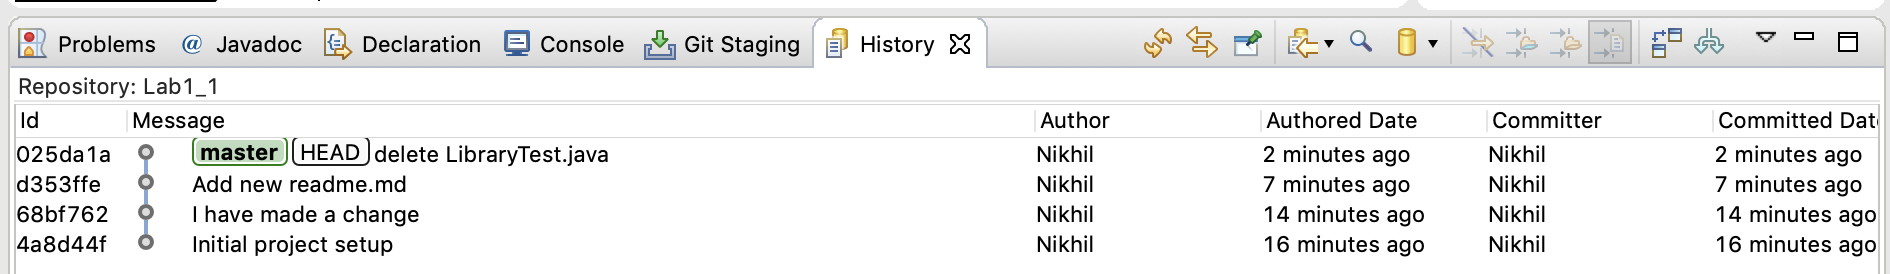 Problems @ Javadoc Declaration Console Git Staging History
Repository: Lab1_1
Id Message Author Authored Date Committer Committed Dat
025da1a master HEAD delete LibraryTest.java Nikhil 2 minutes ago Nikhil 2 minutes ago
d353ffe Add new readme.md Nikhil 7 minutes ago Nikhil 7 minutes ago
68bf762 I have made a change Nikhil 14 minutes ago Nikhil 14 minutes ago
4a8d44f Initial project setup Nikhil 16 minutes ago Nikhil 16 minutes ago